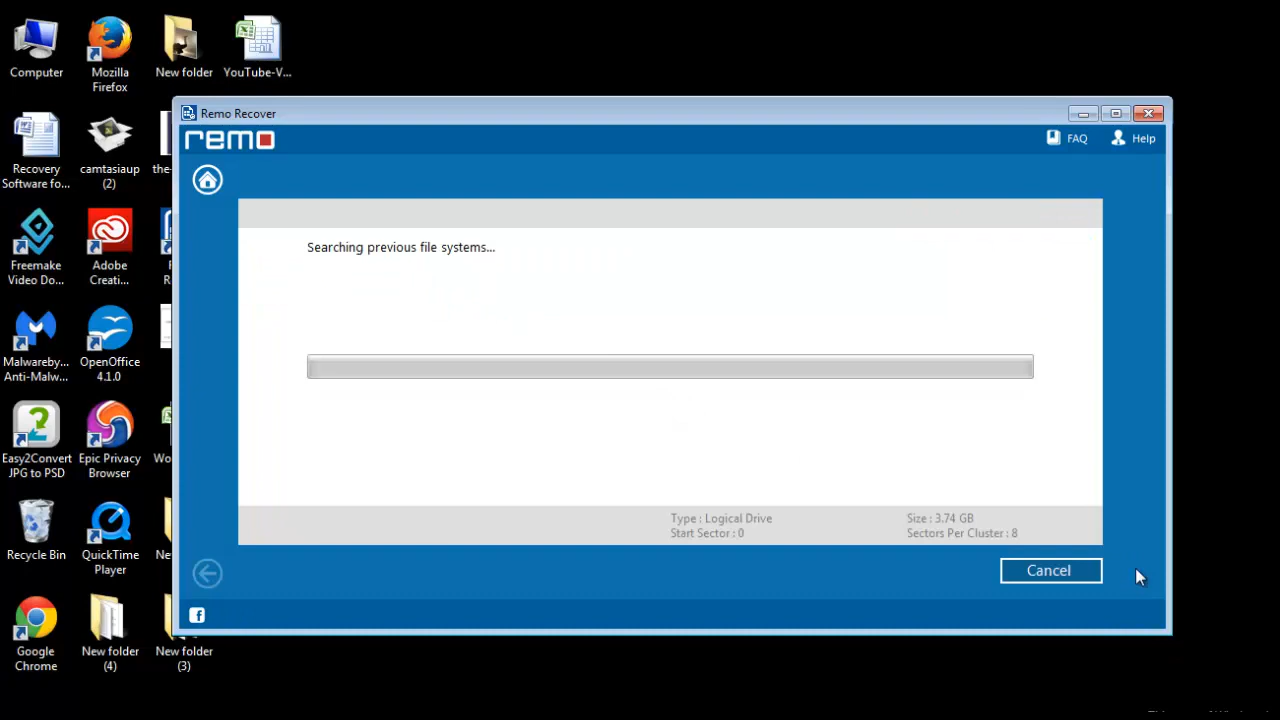 Computer
Mozilla
Firefox
New folder
YouTube-V...
Recovery
Software fo...
camtasiaup
(2)
Freemake
Video Do...
Adobe
Creati...
Malwareby...
Anti-Malw...
OpenOffice
4.1.0
Easy2Convert
JPG to PSD
Epic Privacy
Browser
Recycle Bin
QuickTime
Player
Google
Chrome
New folder
(4)
New folder
(3)
Remo Recover
remo
FAQ
Help
Searching previous file systems...
Type : Logical Drive
Size : 3.74 GB
Start Sector : 0
Sectors Per Cluster : 8
Cancel